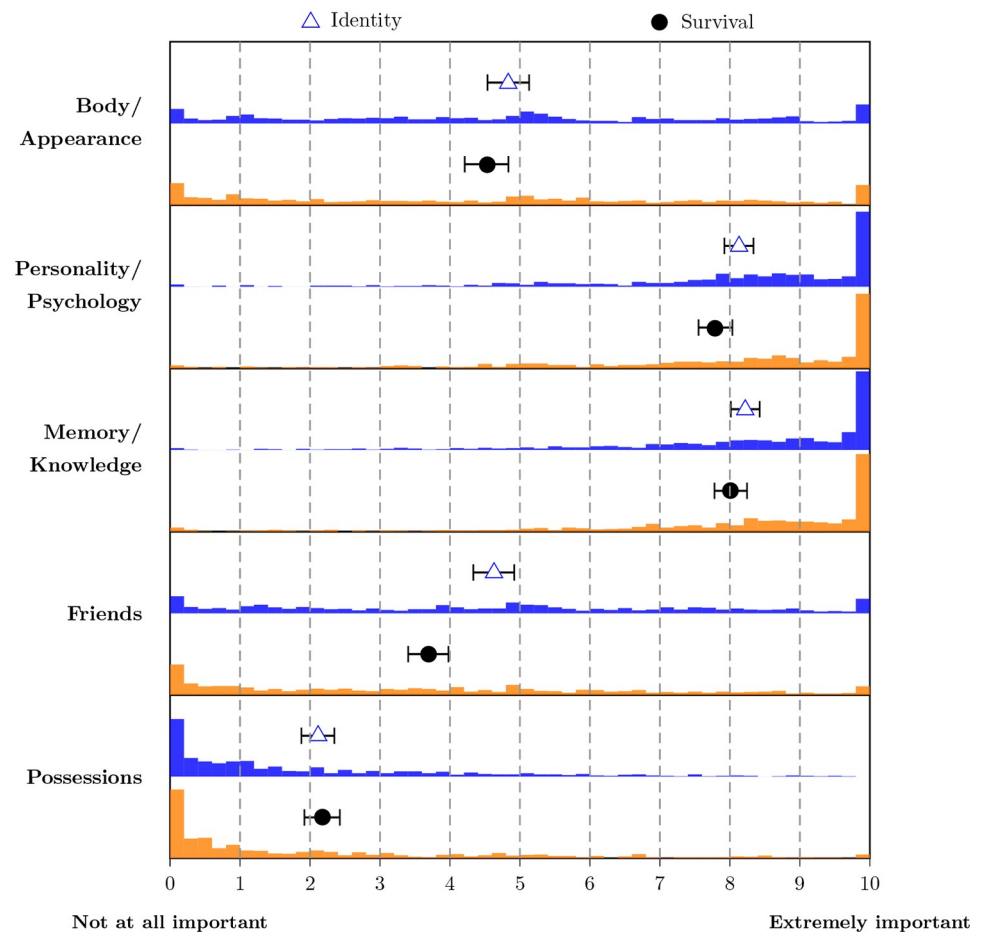 Identity
Survival
Body/
Appearance
Personality/
Psychology
Memory/
Knowledge
Friends
Possessions
0 1 2 3 4 5 6 7 8 9 10
Not at all important
Extremely important